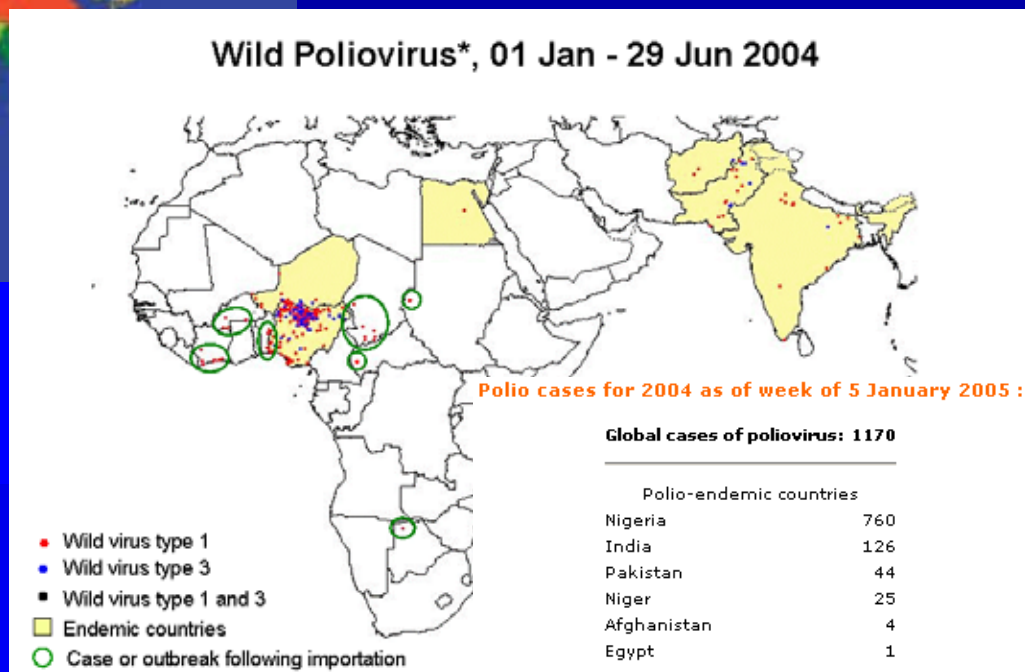 Wild Poliovirus*, 01 Jan - 29 Jun 2004
Polio cases for 2004 as of week of 5 January 2005 :
Global cases of poliovirus: 1170
Polio-endemic countries
Nigeria 760
India 126
Pakistan 44
Niger 25
Afghanistan 4
Egypt 1
Wild virus type 1
Wild virus type 3
Wild virus type 1 and 3
Endemic countries
Case or outbreak following importation